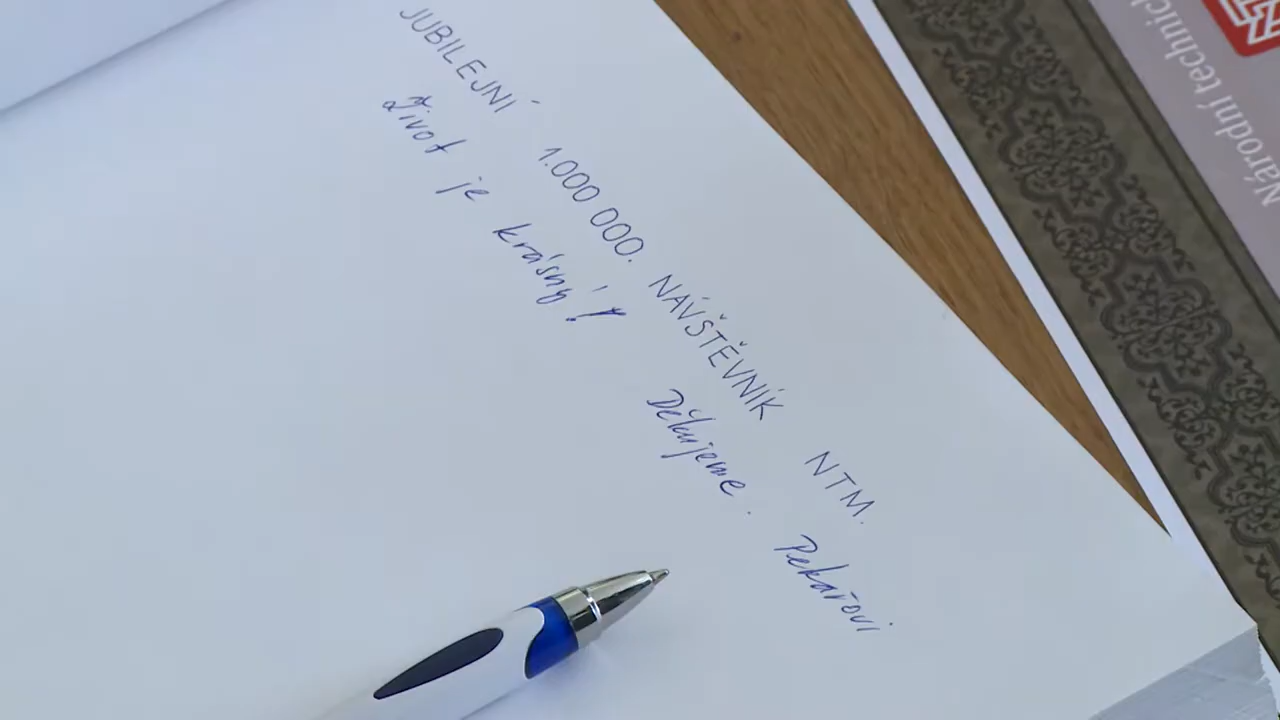 JUBILEJNÍ 1.000 000. NÁVŠTĚVNÍK NTM.
Život je krásný!
Děkujeme. Pekařovi
Národní technick